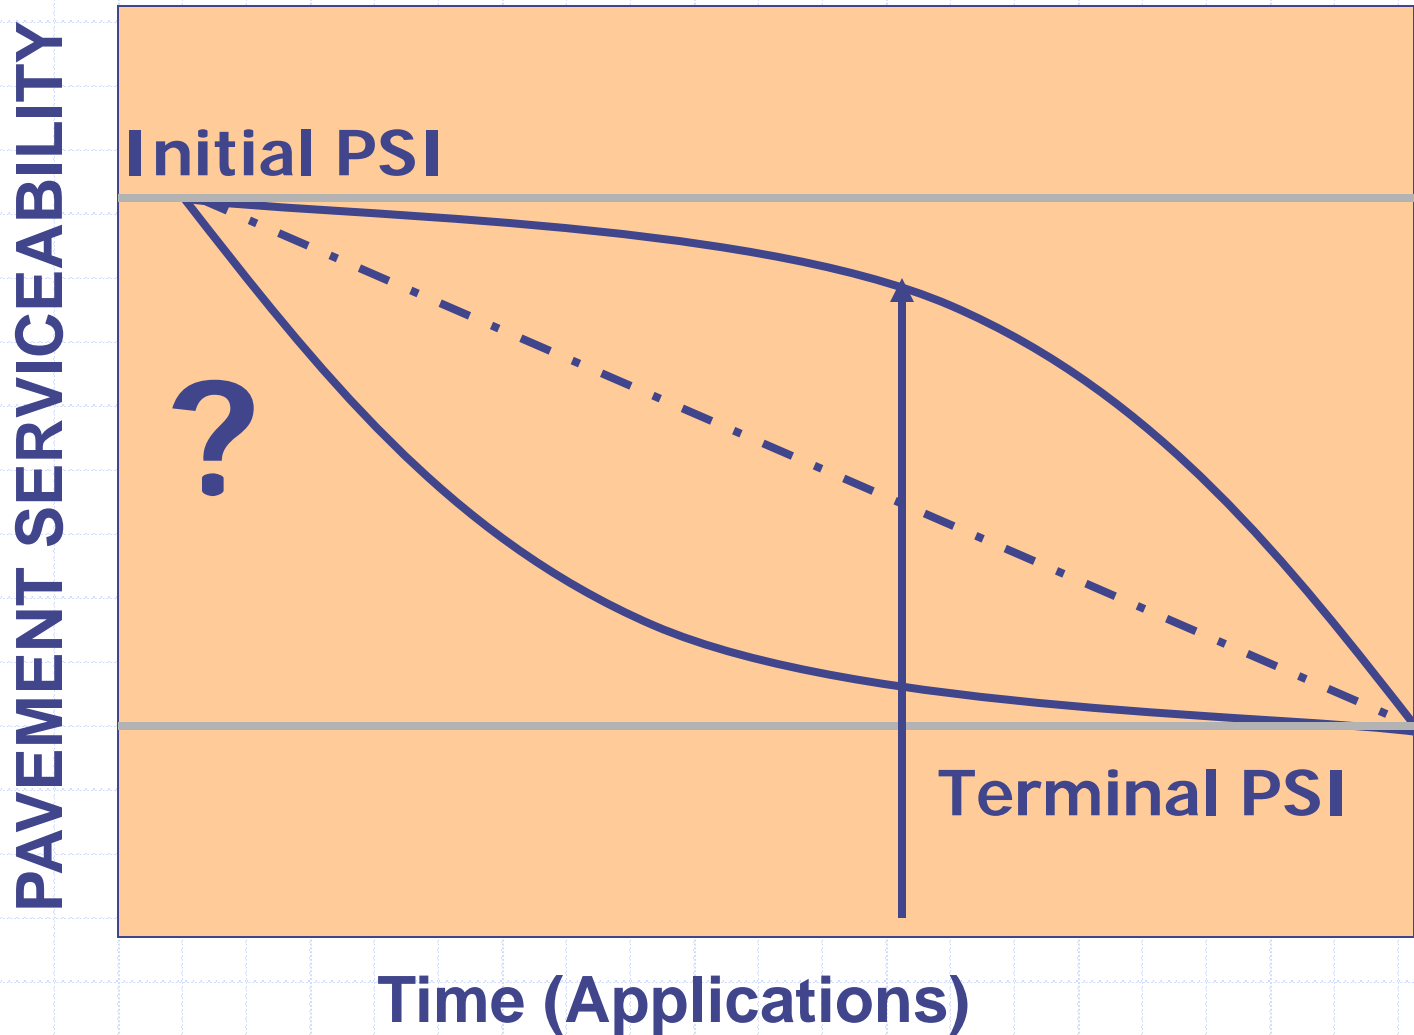 PAVEMENT SERVICEABILITY
Initial PSI
?
Terminal PSI
Time (Applications)